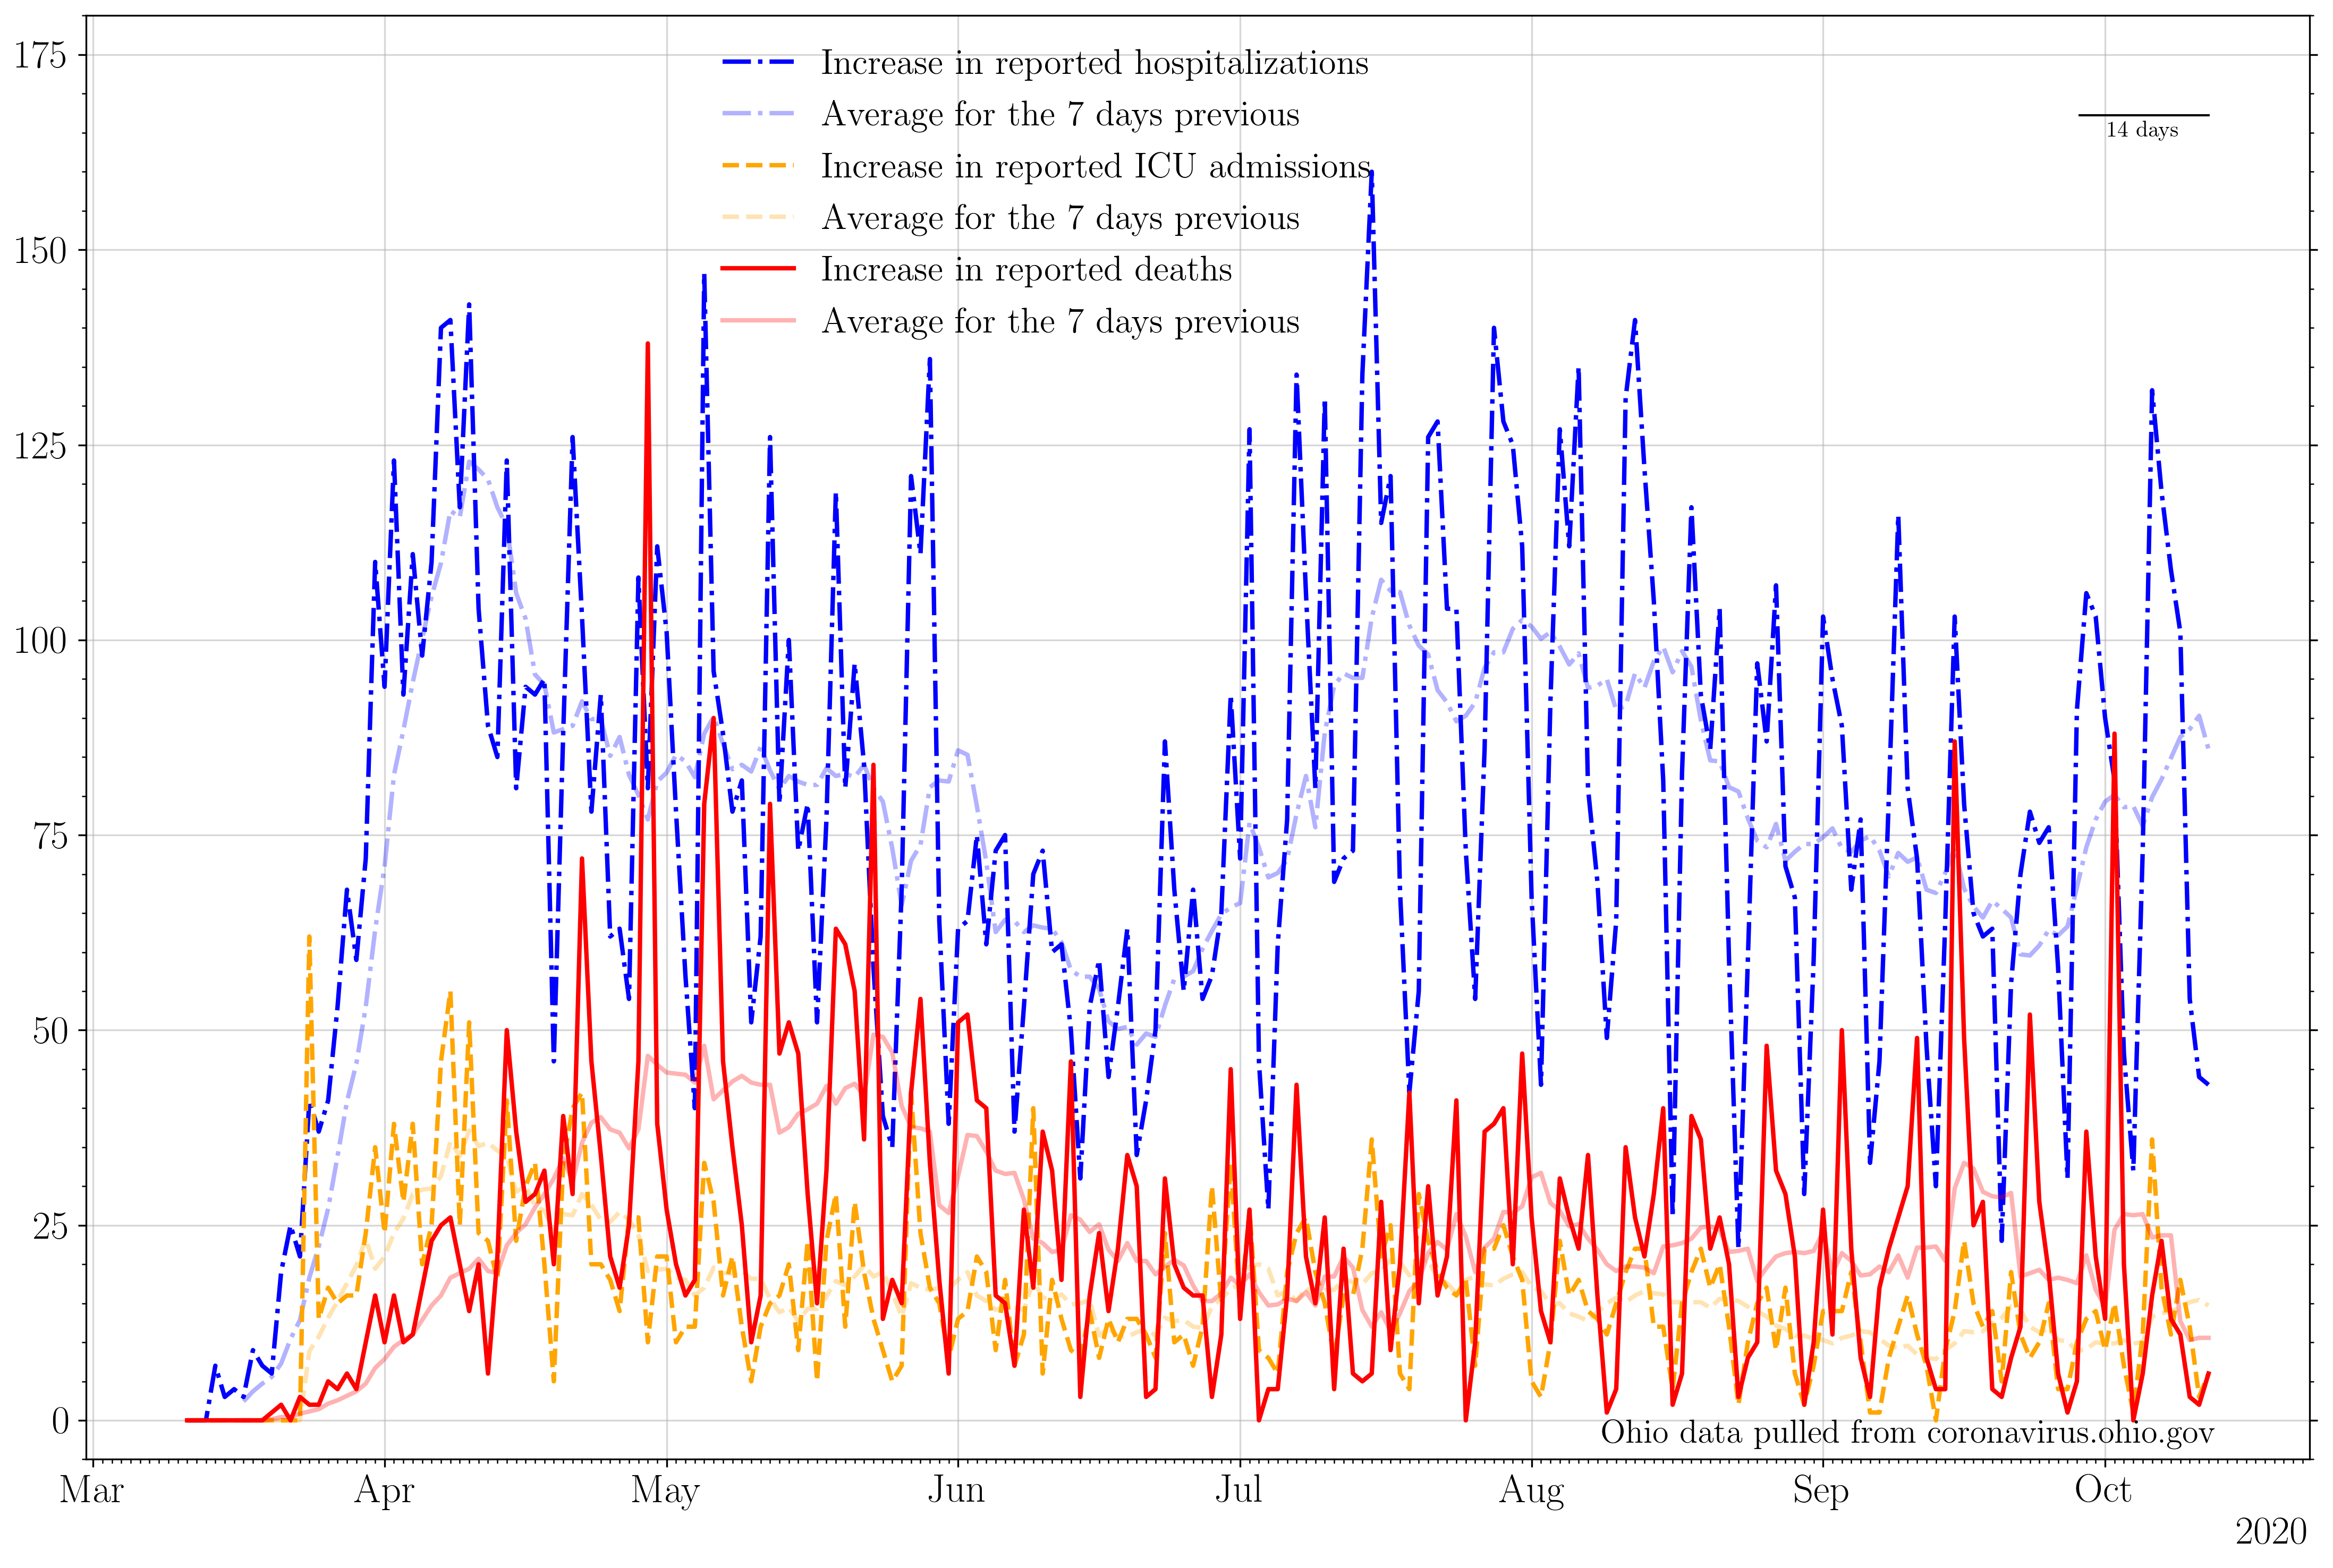 175
150
125
100
75
50
25
0
Increase in reported hospitalizations
Average for the 7 days previous
Increase in reported ICU admissions
Average for the 7 days previous
Increase in reported deaths
Average for the 7 days previous
14 days
Ohio data pulled from coronavirus.ohio.gov
Mar Apr May Jun Jul Aug Sep Oct
2020